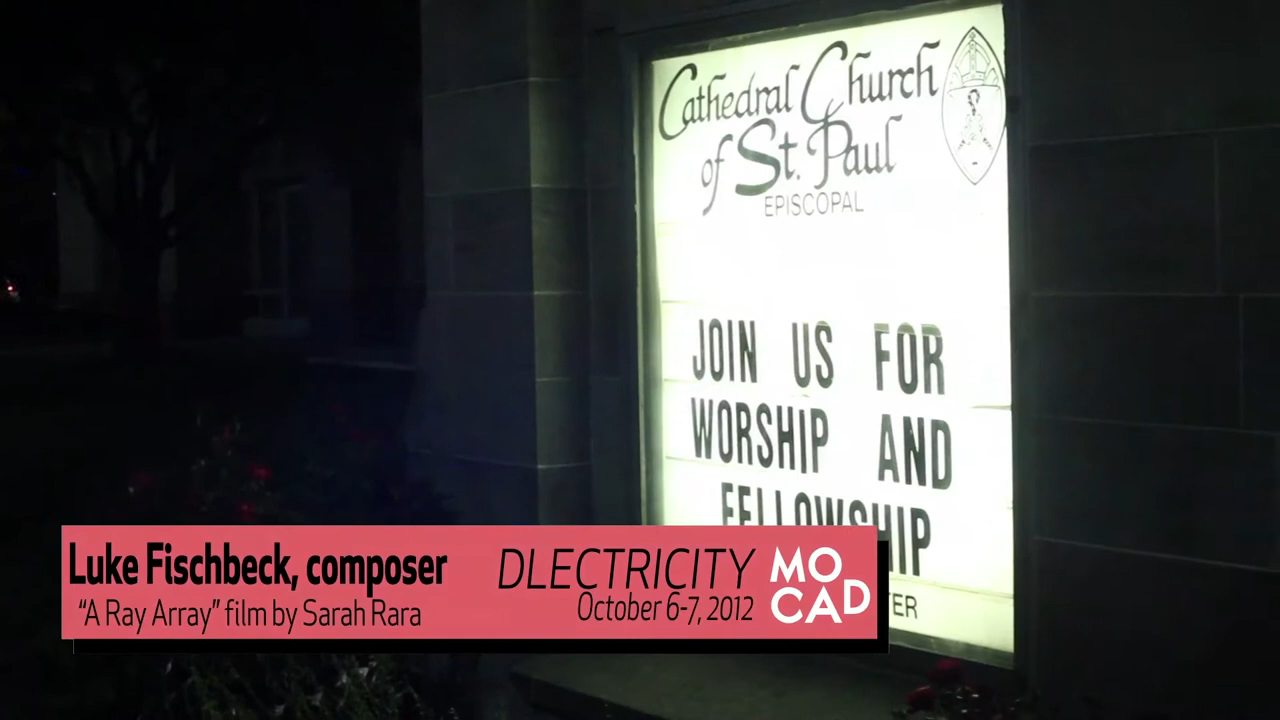 Cathedral Church
of St. Paul
EPISCOPAL
JOIN US FOR
WORSHIP AND
FELLOWSHIP
Luke Fischbeck, composer
“A Ray Array” film by Sarah Rara
DLECTRICITY
October 6-7, 2012
MO
CAD